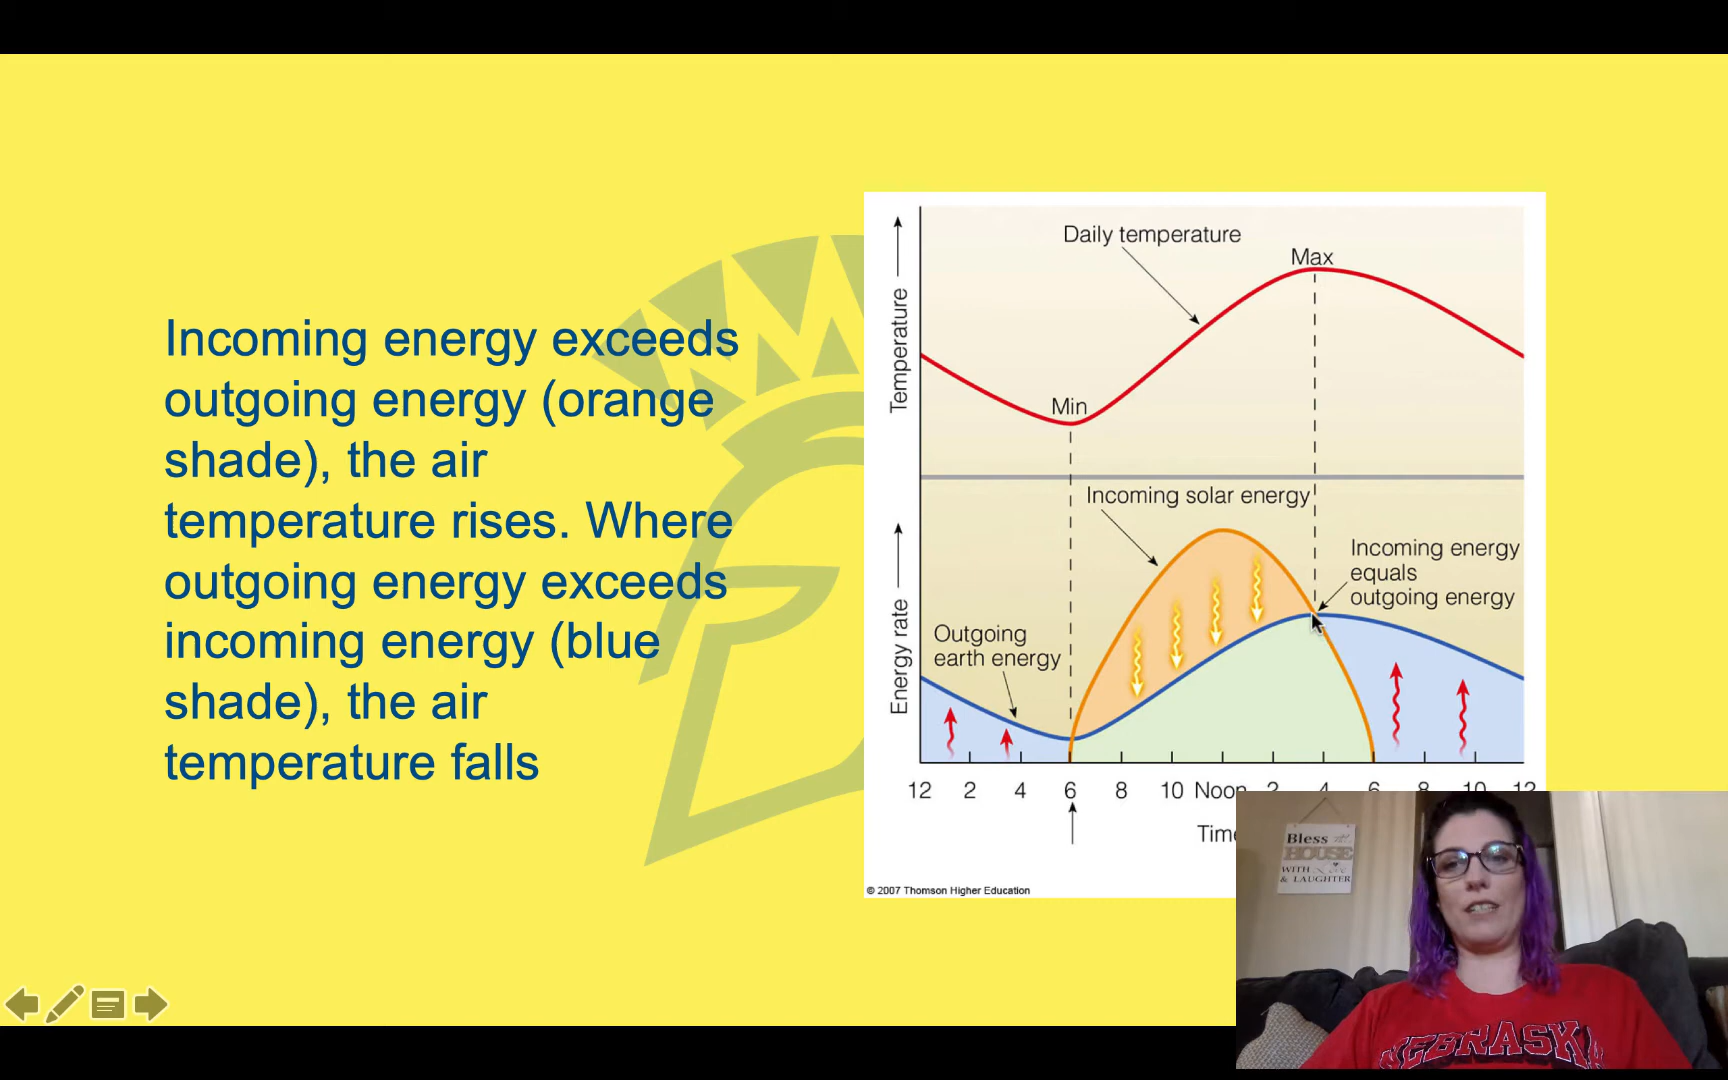 Incoming energy exceeds
outgoing energy (orange
shade), the air
temperature rises. Where
outgoing energy exceeds
incoming energy (blue
shade), the air
temperature falls
Daily temperature
Max
Min
Temperature
Incoming solar energy
Incoming energy
equals
outgoing energy
Outgoing
earth energy
Energy rate
12 2 4 6 8 10 Noon 2 4 6 8 10 12
Time
© 2007 Thomson Higher Education
Bless
HOUSE
WITH Love
& LAUGHTER
NEBRASKA